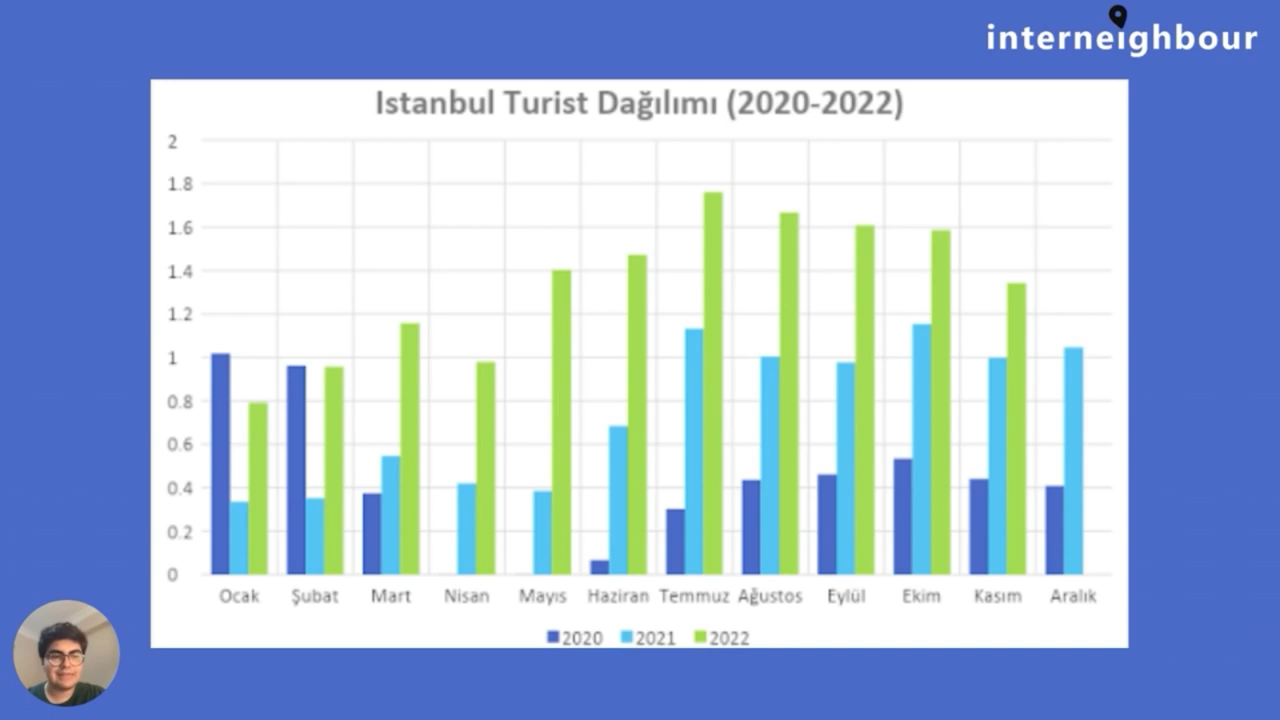 interneighbour
Istanbul Turist Dağılımı (2020-2022)
2
1.8
1.6
1.4
1.2
1
0.8
0.6
0.4
0.2
0
Ocak Şubat Mart Nisan Mayıs Haziran Temmuz Ağustos Eylül Ekim Kasım Aralık
2020 2021 2022